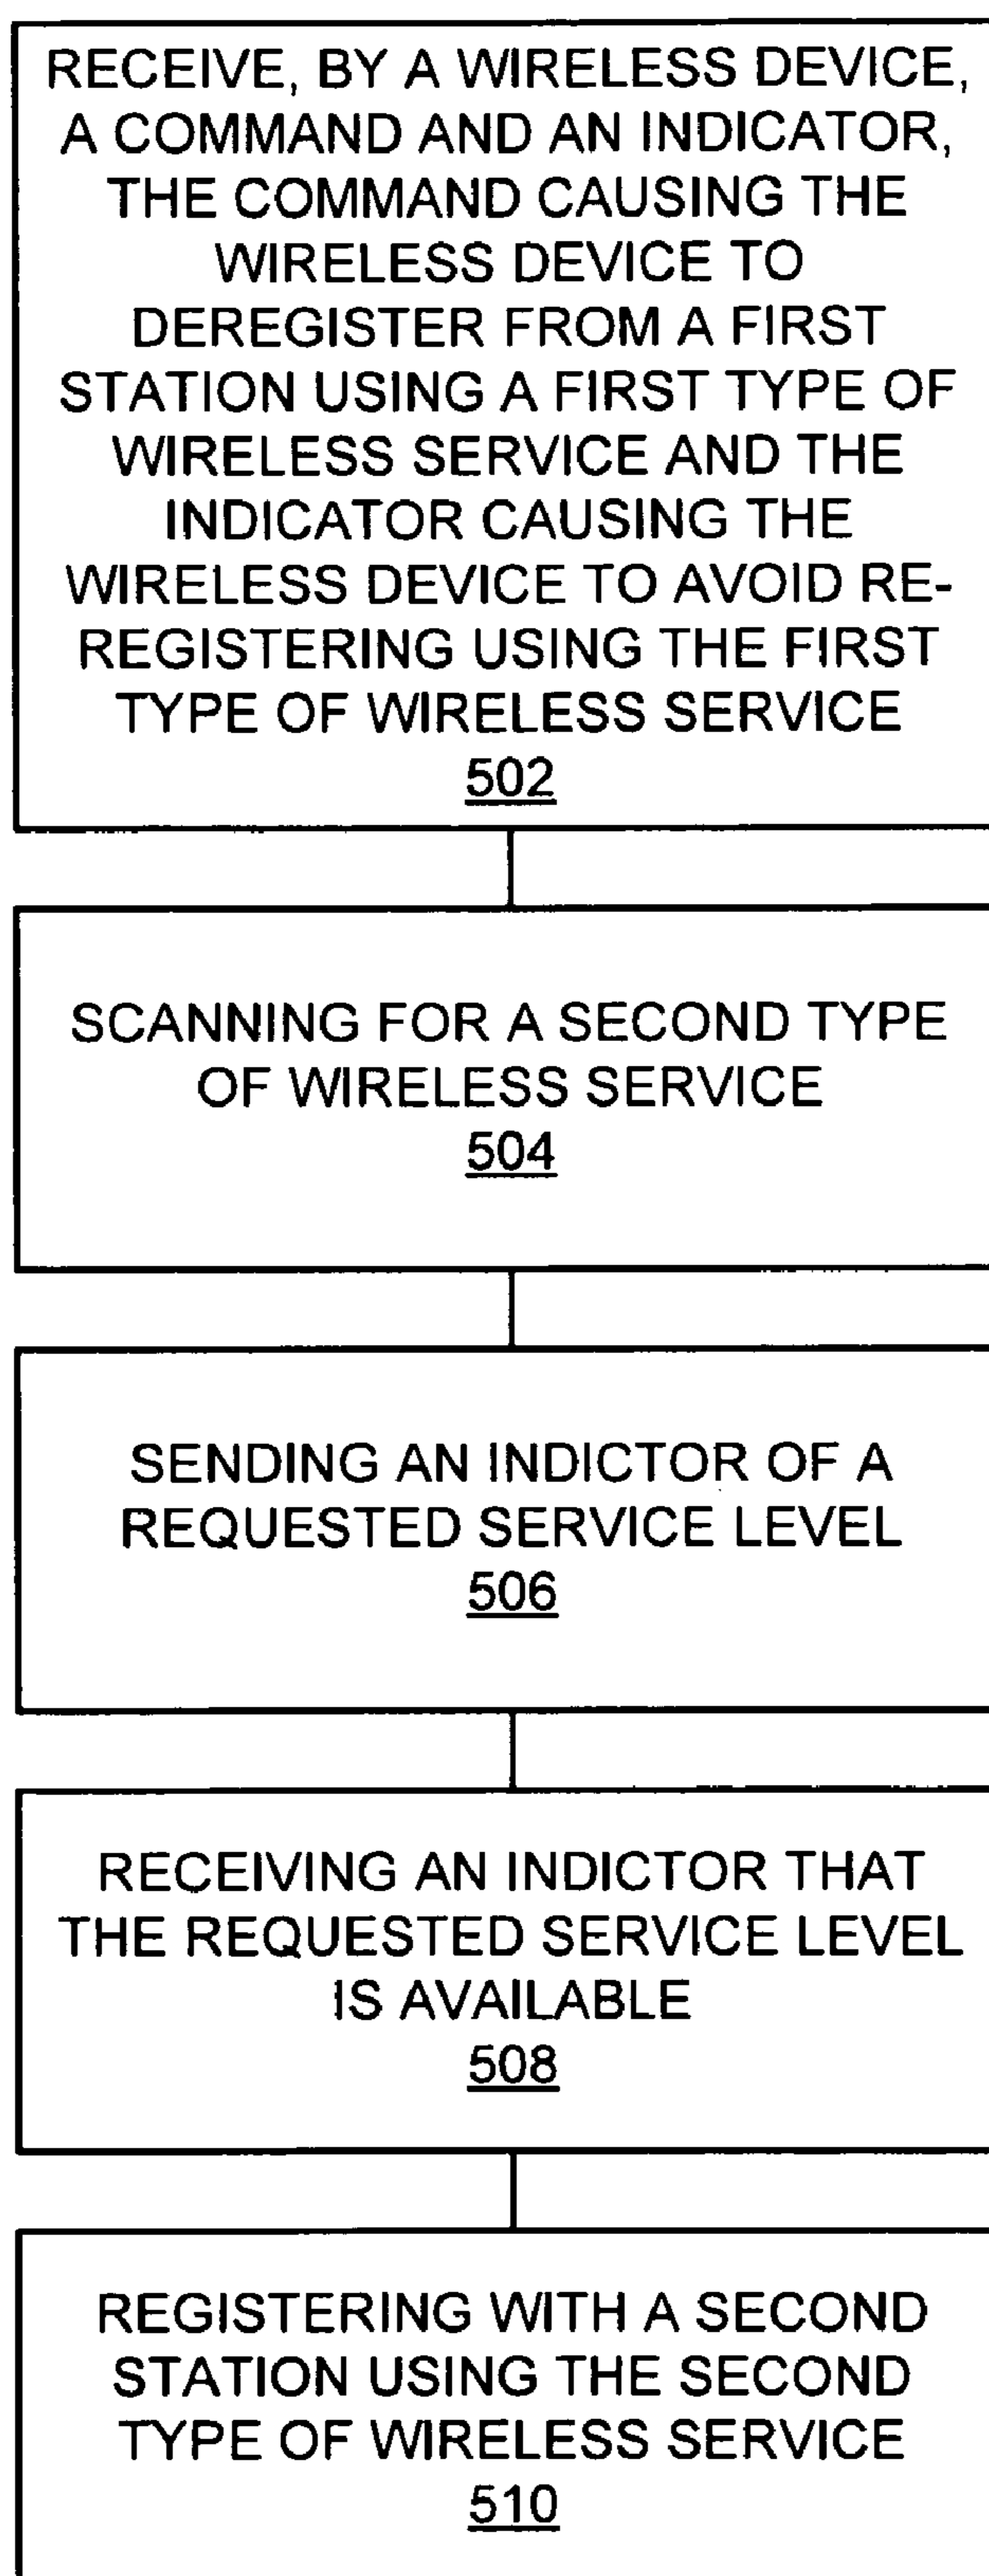 RECEIVE, BY A WIRELESS DEVICE,
A COMMAND AND AN INDICATOR,
THE COMMAND CAUSING THE
WIRELESS DEVICE TO
DEREGISTER FROM A FIRST
STATION USING A FIRST TYPE OF
WIRELESS SERVICE AND THE
INDICATOR CAUSING THE
WIRELESS DEVICE TO AVOID RE-
REGISTERING USING THE FIRST
TYPE OF WIRELESS SERVICE
502
SCANNING FOR A SECOND TYPE
OF WIRELESS SERVICE
504
SENDING AN INDICTOR OF A
REQUESTED SERVICE LEVEL
506
RECEIVING AN INDICTOR THAT
THE REQUESTED SERVICE LEVEL
IS AVAILABLE
508
REGISTERING WITH A SECOND
STATION USING THE SECOND
TYPE OF WIRELESS SERVICE
510